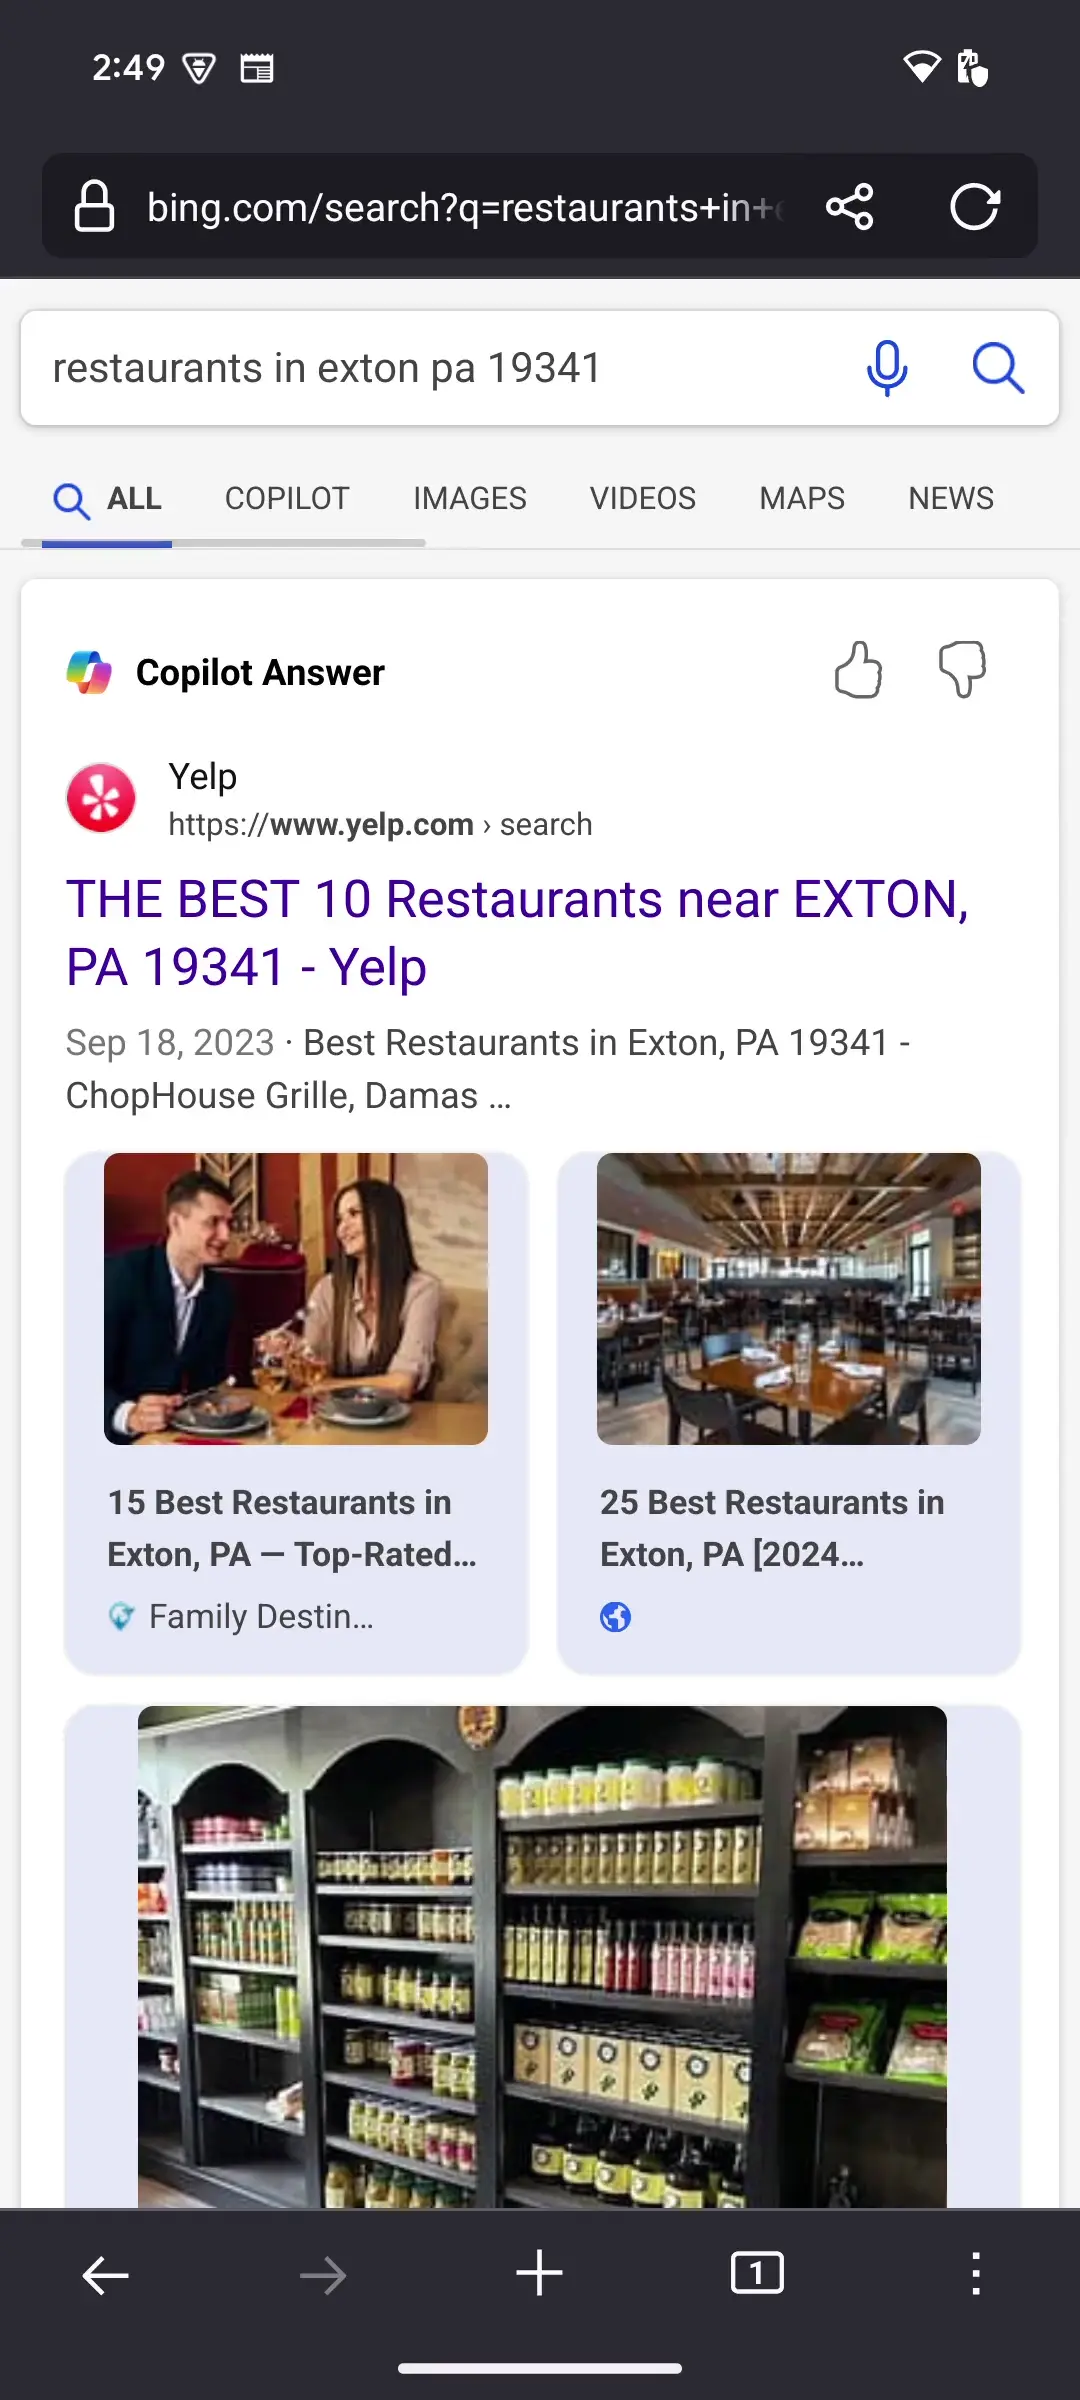 2:49
bing.com/search?q=restaurants+in+
restaurants in exton pa 19341
ALL COPILOT IMAGES VIDEOS MAPS NEWS
Copilot Answer
Yelp
https://www.yelp.com › search
THE BEST 10 Restaurants near EXTON,
PA 19341 - Yelp
Sep 18, 2023 · Best Restaurants in Exton, PA 19341 -
ChopHouse Grille, Damas ...
15 Best Restaurants in
Exton, PA — Top-Rated...
Family Destin...
25 Best Restaurants in
Exton, PA [2024...
1